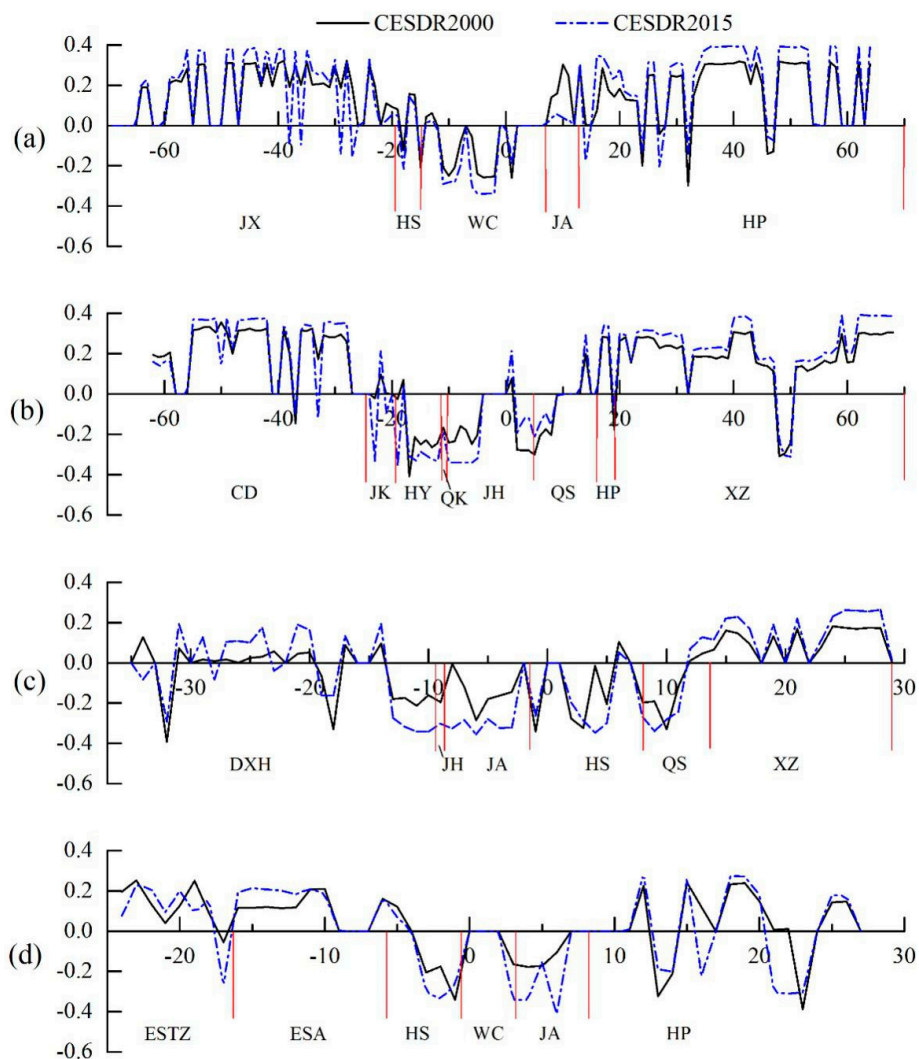 CESDR2000 CESDR2015
0.4
0.2
(a) 0.0
-60 -40 -20 0 20 40 60
-0.2
JX HS WC JA HP
-0.4
-0.6
0.4
0.2
(b) 0.0
-60 -40 -20 0 20 40 60
-0.2
-0.4
CD JK HY QK JH QS HP XZ
-0.6
0.4
0.2
(c) 0.0
-30 -20 -10 0 10 20 30
-0.2
-0.4
DXH JH JA HS QS XZ
-0.6
0.4
0.2
(d) 0.0
-20 -10 0 10 20 30
-0.2
-0.4
ESTZ ESA HS WC JA HP
-0.6